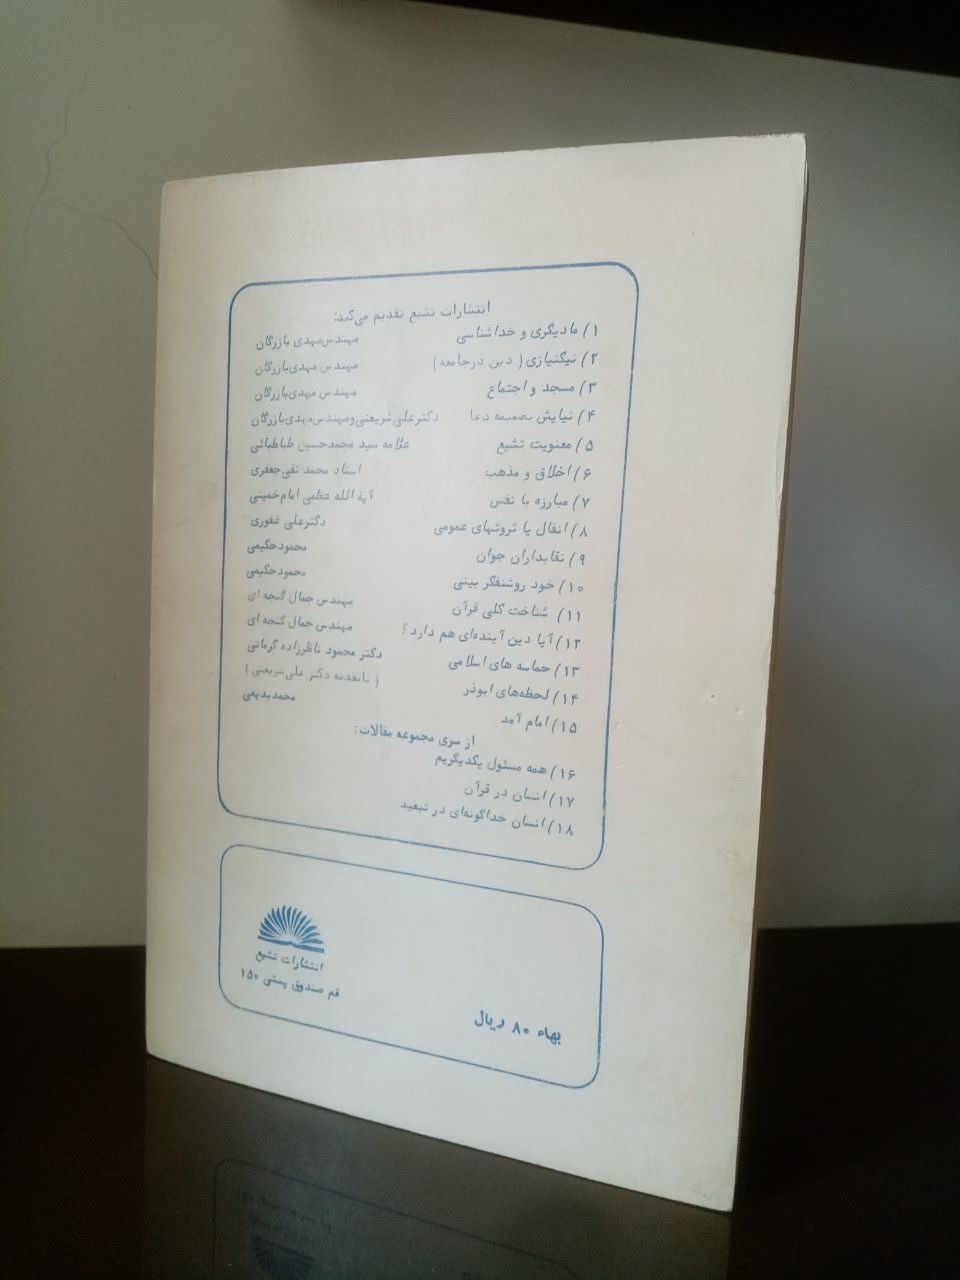 انتشارات تشیع تقدیم می‌کند:
۱) مادیگری و خداشناسی مهندس مهدی بازرگان
۲) نیکنیازی ( دین در جامعه ) مهندس مهدی بازرگان
۳) مسجد و اجتماع مهندس مهدی بازرگان
۴) نیایش بضمیمه دعا دکتر علی شریعتی و مهندس مهدی بازرگان
۵) معنویت تشیع علامه سید محمد حسین طباطبائی
۶) اخلاق و مذهب استاد محمد تقی جعفری
۷) مبارزه با نفس آیة الله عظمی امام خمینی
۸) انفال یا ثروتهای عمومی دکتر علی غفوری
۹) نقابداران جوان محمود حکیمی
۱۰) خود روشنفکر بینی محمود حکیمی
۱۱) شناخت کلی قرآن مهندس جمال گنجه ای
۱۲) آیا دین آینده‌ای هم دارد؟ مهندس جمال گنجه ای
۱۳) حماسه های اسلامی دکتر محمود ناظرزاده کرمانی
۱۴) لحظه‌های ابوذر ( با مقدمه دکتر علی شریعتی )
۱۵) امام آمد محمد بدیعی
از سری مجموعه مقالات:
۱۶) همه مسئول یکدیگریم
۱۷) انسان در قرآن
۱۸) انسان خداگونه‌ای در تبعید
انتشارات تشیع
قم صندوق پستی ۱۵۰
بهاء ۸۰ ریال